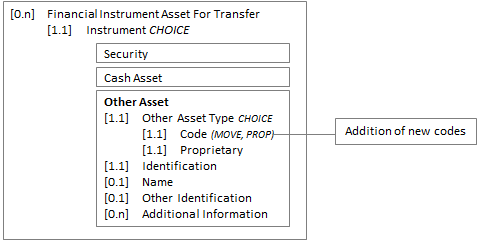 [0.n] Financial Instrument Asset For Transfer
[1.1] Instrument CHOICE
Security
Cash Asset
Other Asset
[1.1] Other Asset Type CHOICE
[1.1] Code (MOVE, PROP)
Addition of new codes
[1.1] Proprietary
[1.1] Identification
[0.1] Name
[0.1] Other Identification
[0.n] Additional Information